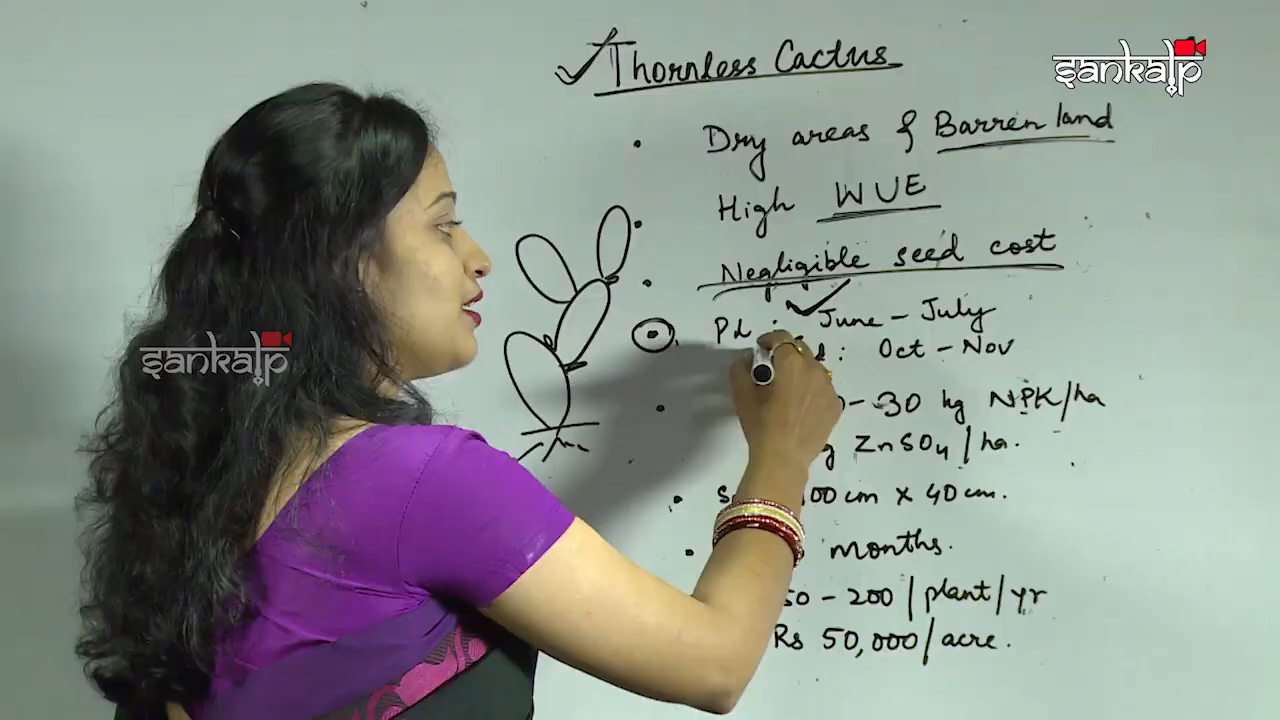 Thornless Cactus
sankalp
Dry areas & Barren land
High WUE
Negligible seed cost
Pd : June - July
: Oct - Nov
- 30 kg NPK/ha
ZnSO4/ha.
00 cm x 40 cm.
months.
50 - 200/plant/yr
Rs 50,000/acre.
sankalp